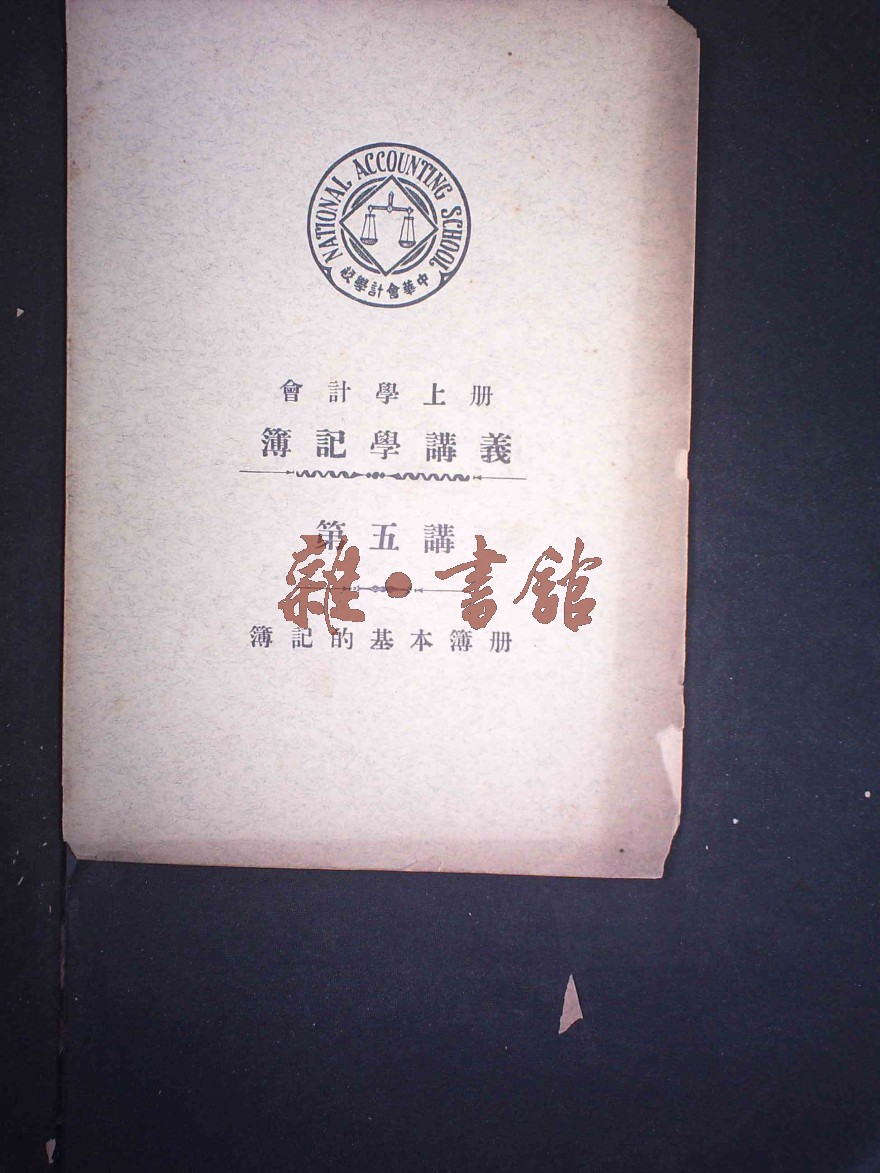 NATIONAL ACCOUNTING SCHOOL
中華會計學校
會計學上册
簿記學講義
第五講
雜·書館
簿記的基本簿册